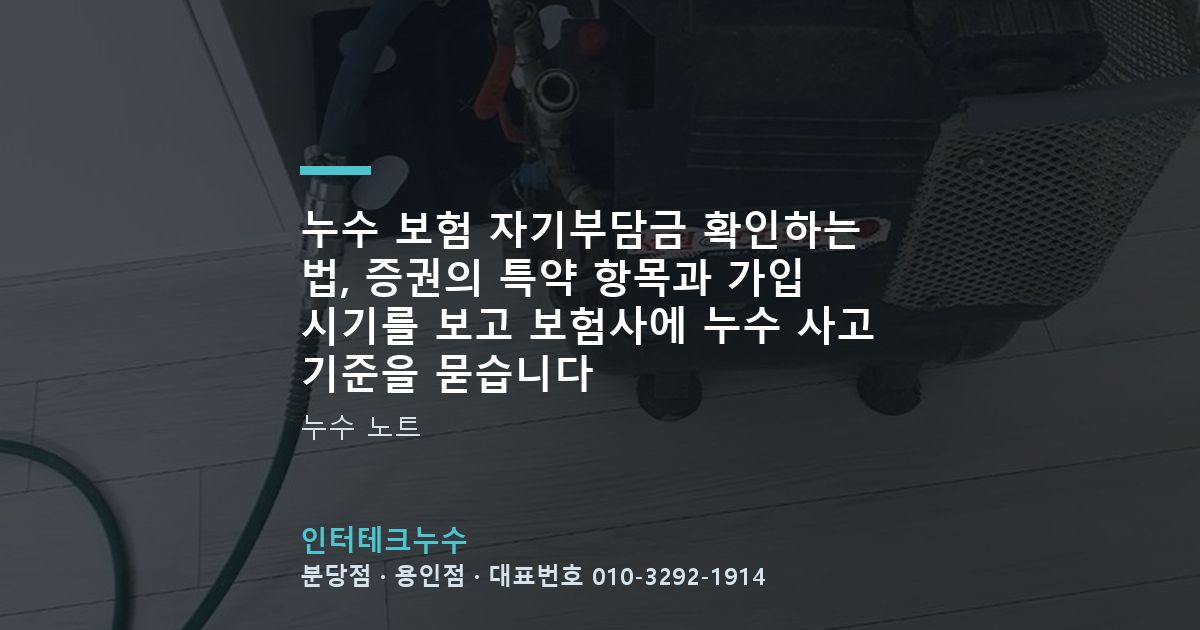 누수 보험 자기부담금 확인하는
법, 증권의 특약 항목과 가입
시기를 보고 보험사에 누수 사고
기준을 묻습니다
누수 노트
인터테크누수
분당점 · 용인점 · 대표번호 010-3292-1914